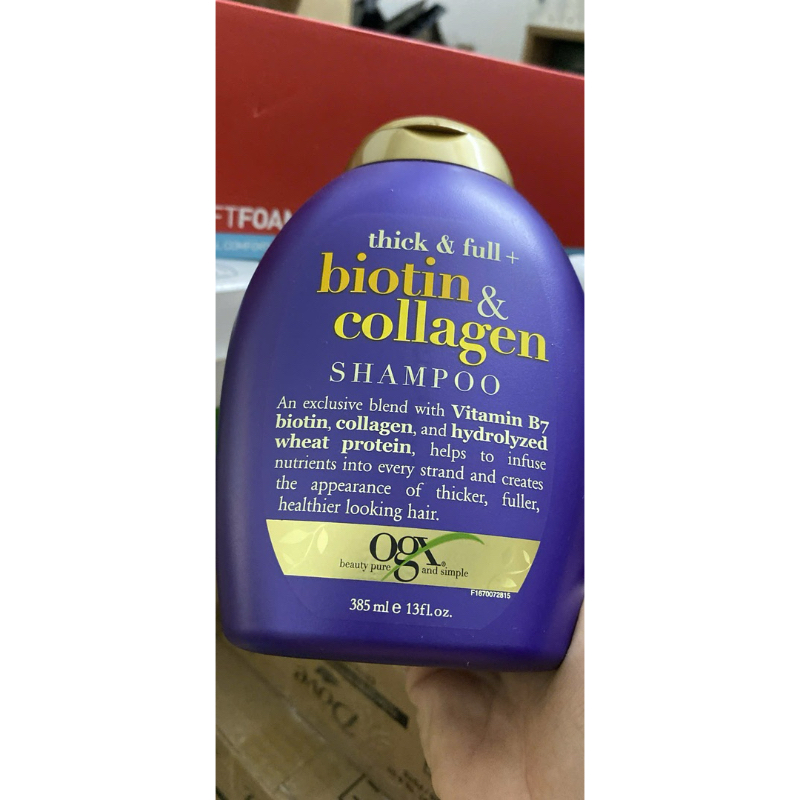 FTFOA
thick & full +
biotin &
collagen
SHAMPOO
An exclusive blend with Vitamin B7
biotin, collagen, and hydrolyzed
wheat protein, helps to infuse
nutrients into every strand and creates
the appearance of thicker, fuller,
healthier looking hair.
ogx®
beauty pure and simple
F1670072815
385 ml e 13fl.oz.
Dove